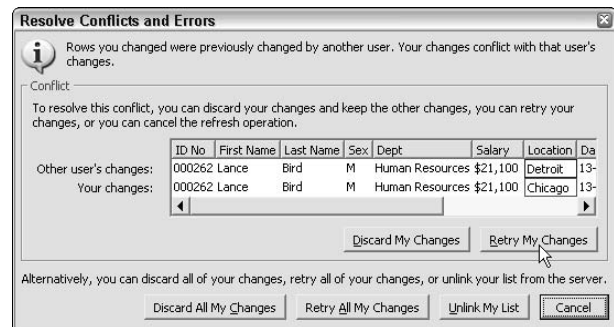 Resolve Conflicts and Errors
Rows you changed were previously changed by another user. Your changes conflict with that user's
changes.
Conflict
To resolve this conflict, you can discard your changes and keep the other changes, you can retry your
changes, or you can cancel the refresh operation.
ID No First Name Last Name Sex Dept Salary Location Da
Other user's changes: 000262 Lance Bird M Human Resources $21,100 Detroit 13-
Your changes: 000262 Lance Bird M Human Resources $21,100 Chicago 13-
Discard My Changes Retry My Changes
Alternatively, you can discard all of your changes, retry all of your changes, or unlink your list from the server.
Discard All My Changes Retry All My Changes Unlink My List Cancel